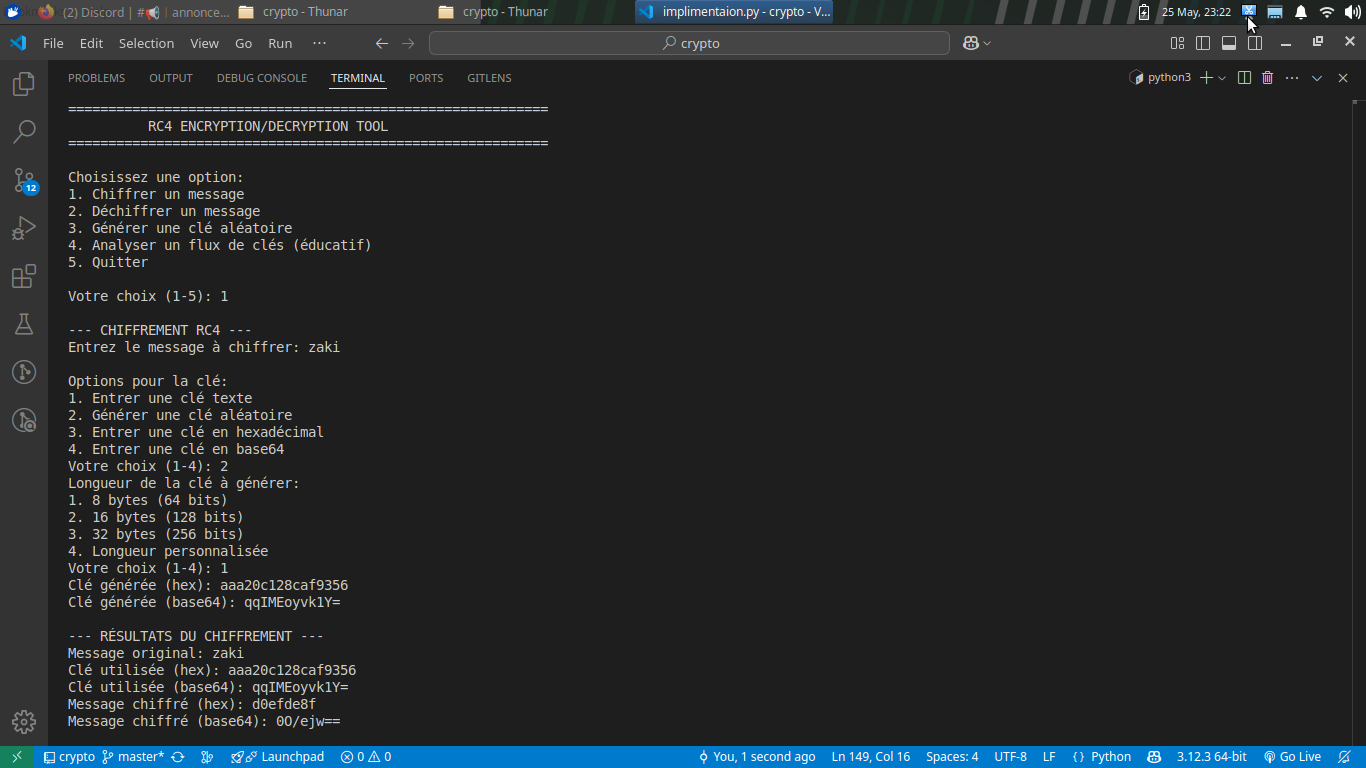 (2) Discord | #📢 | annonce...
crypto - Thunar
crypto - Thunar
implimentaion.py - crypto - V...
25 May, 23:22
File Edit Selection View Go Run ⋯
crypto
PROBLEMS OUTPUT DEBUG CONSOLE TERMINAL PORTS GITLENS
python3
12
============================================================
RC4 ENCRYPTION/DECRYPTION TOOL
============================================================
Choisissez une option:
1. Chiffrer un message
2. Déchiffrer un message
3. Générer une clé aléatoire
4. Analyser un flux de clés (éducatif)
5. Quitter
Votre choix (1-5): 1
--- CHIFFREMENT RC4 ---
Entrez le message à chiffrer: zaki
Options pour la clé:
1. Entrer une clé texte
2. Générer une clé aléatoire
3. Entrer une clé en hexadécimal
4. Entrer une clé en base64
Votre choix (1-4): 2
Longueur de la clé à générer:
1. 8 bytes (64 bits)
2. 16 bytes (128 bits)
3. 32 bytes (256 bits)
4. Longueur personnalisée
Votre choix (1-4): 1
Clé générée (hex): aaa20c128caf9356
Clé générée (base64): qqIMEoyvk1Y=
--- RÉSULTATS DU CHIFFREMENT ---
Message original: zaki
Clé utilisée (hex): aaa20c128caf9356
Clé utilisée (base64): qqIMEoyvk1Y=
Message chiffré (hex): d0efde8f
Message chiffré (base64): 0O/ejw==
crypto master* Launchpad 0 0 You, 1 second ago Ln 149, Col 16 Spaces: 4 UTF-8 LF { } Python 3.12.3 64-bit Go Live